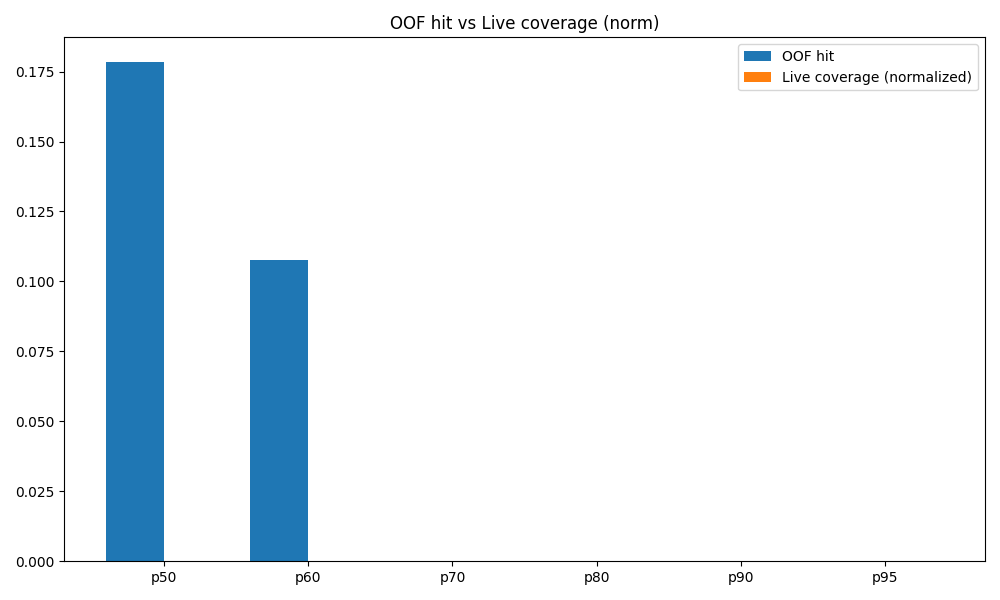 OOF hit vs Live coverage (norm)
OOF hit
Live coverage (normalized)
0.175
0.150
0.125
0.100
0.075
0.050
0.025
0.000
p50 p60 p70 p80 p90 p95